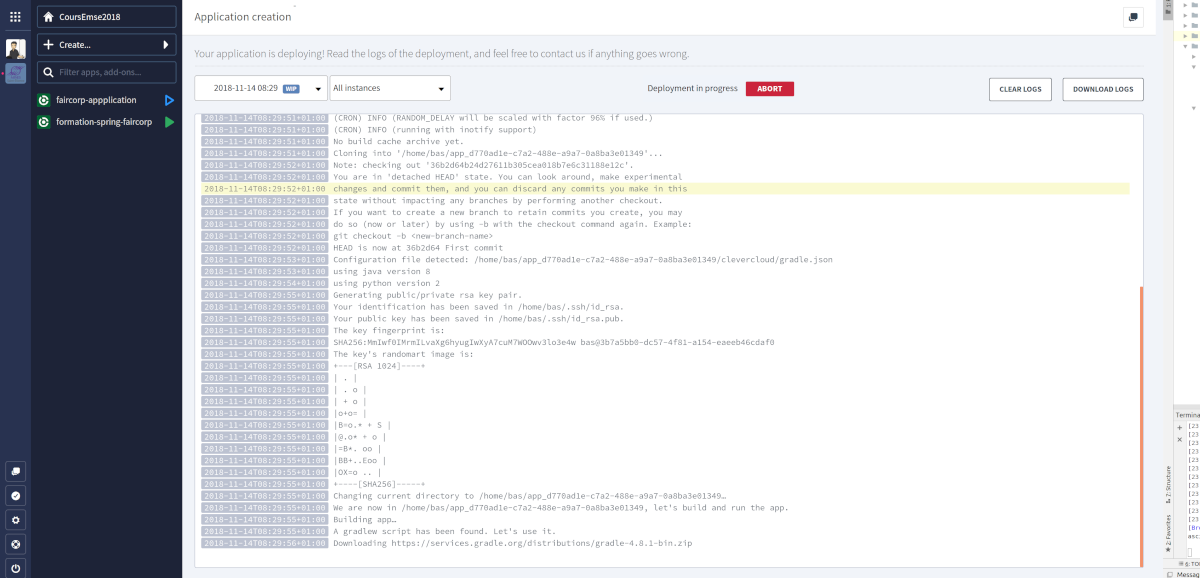 CoursEmse2018
Create...
Filter apps, add-ons...
faircorp-appplication
formation-spring-faircorp
Application creation
Your application is deploying! Read the logs of the deployment, and feel free to contact us if anything goes wrong.
2018-11-14 08:29 WIP
All instances
Deployment in progress
ABORT
CLEAR LOGS
DOWNLOAD LOGS
2018-11-14T08:29:51+01:00 (CRON) INFO (RANDOM_DELAY will be scaled with factor 96% if used.)
2018-11-14T08:29:51+01:00 (CRON) INFO (running with inotify support)
2018-11-14T08:29:51+01:00 No build cache archive yet.
2018-11-14T08:29:52+01:00 Cloning into '/home/bas/app_d770ad1e-c7a2-488e-a9a7-0a8ba3e01349'...
2018-11-14T08:29:52+01:00 Note: checking out '36b2d64b24d27611b305cea018b7e6c31188e12c'.
2018-11-14T08:29:52+01:00 You are in 'detached HEAD' state. You can look around, make experimental
2018-11-14T08:29:52+01:00 changes and commit them, and you can discard any commits you make in this
2018-11-14T08:29:52+01:00 state without impacting any branches by performing another checkout.
2018-11-14T08:29:52+01:00 If you want to create a new branch to retain commits you create, you may
2018-11-14T08:29:52+01:00 do so (now or later) by using -b with the checkout command again. Example:
2018-11-14T08:29:52+01:00 git checkout -b <new-branch-name>
2018-11-14T08:29:52+01:00 HEAD is now at 36b2d64 First commit
2018-11-14T08:29:53+01:00 Configuration file detected: /home/bas/app_d770ad1e-c7a2-488e-a9a7-0a8ba3e01349/clevercloud/gradle.json
2018-11-14T08:29:53+01:00 using java version 8
2018-11-14T08:29:54+01:00 using python version 2
2018-11-14T08:29:55+01:00 Generating public/private rsa key pair.
2018-11-14T08:29:55+01:00 Your identification has been saved in /home/bas/.ssh/id_rsa.
2018-11-14T08:29:55+01:00 Your public key has been saved in /home/bas/.ssh/id_rsa.pub.
2018-11-14T08:29:55+01:00 The key fingerprint is:
2018-11-14T08:29:55+01:00 SHA256:MmIwf0IMrmILvaXg6hyugIwXyA7cuM7WOOwv3lo3e4w bas@3b7a5bb0-dc57-4f81-a154-eaeeb46cdaf0
2018-11-14T08:29:55+01:00 The key's randomart image is:
2018-11-14T08:29:55+01:00 +---[RSA 1024]----+
2018-11-14T08:29:55+01:00 | . |
2018-11-14T08:29:55+01:00 | . o |
2018-11-14T08:29:55+01:00 | + o |
2018-11-14T08:29:55+01:00 |o+o= |
2018-11-14T08:29:55+01:00 |B=o.* + S |
2018-11-14T08:29:55+01:00 |@.o* + o |
2018-11-14T08:29:55+01:00 |=B*. oo |
2018-11-14T08:29:55+01:00 |BB+..Eoo |
2018-11-14T08:29:55+01:00 |OX=o .. |
2018-11-14T08:29:55+01:00 +----[SHA256]-----+
2018-11-14T08:29:55+01:00 Changing current directory to /home/bas/app_d770ad1e-c7a2-488e-a9a7-0a8ba3e01349…
2018-11-14T08:29:55+01:00 We are now in /home/bas/app_d770ad1e-c7a2-488e-a9a7-0a8ba3e01349, let's build and run the app.
2018-11-14T08:29:55+01:00 Building app…
2018-11-14T08:29:55+01:00 A gradlew script has been found. Let's use it.
2018-11-14T08:29:56+01:00 Downloading https://services.gradle.org/distributions/gradle-4.8.1-bin.zip
Termina
[23
[23
[23
[23
[23
[23
[23
[23
[23
[23
[23
[23
[Bre
asci
Z: Structure
2: Favorites
6: TO
Messag